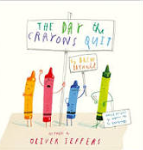 THE DAY THE
CRAYONS QUIT
by DREW
DAYWALT
PICTURES by
OLIVER JEFFERS